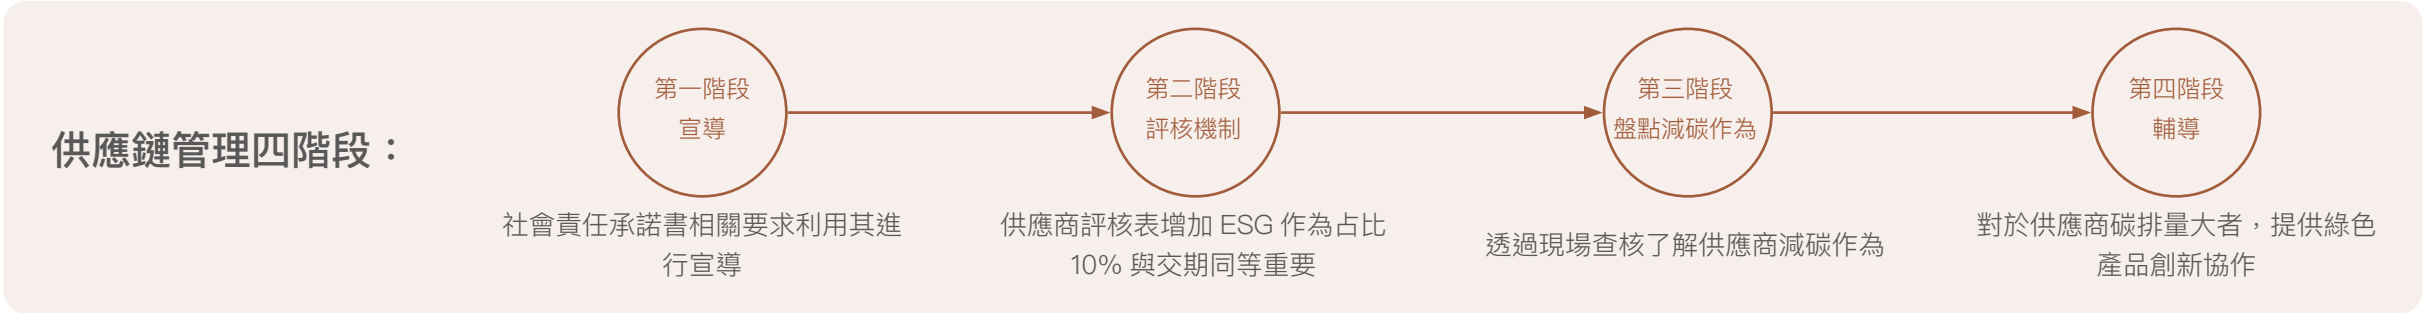 供應鏈管理四階段：
第一階段
宣導
社會責任承諾書相關要求利用其進
行宣導
第二階段
評核機制
供應商評核表增加 ESG 作為占比
10% 與交期同等重要
第三階段
盤點減碳作為
透過現場查核了解供應商減碳作為
第四階段
輔導
對於供應商碳排量大者，提供綠色
產品創新協作